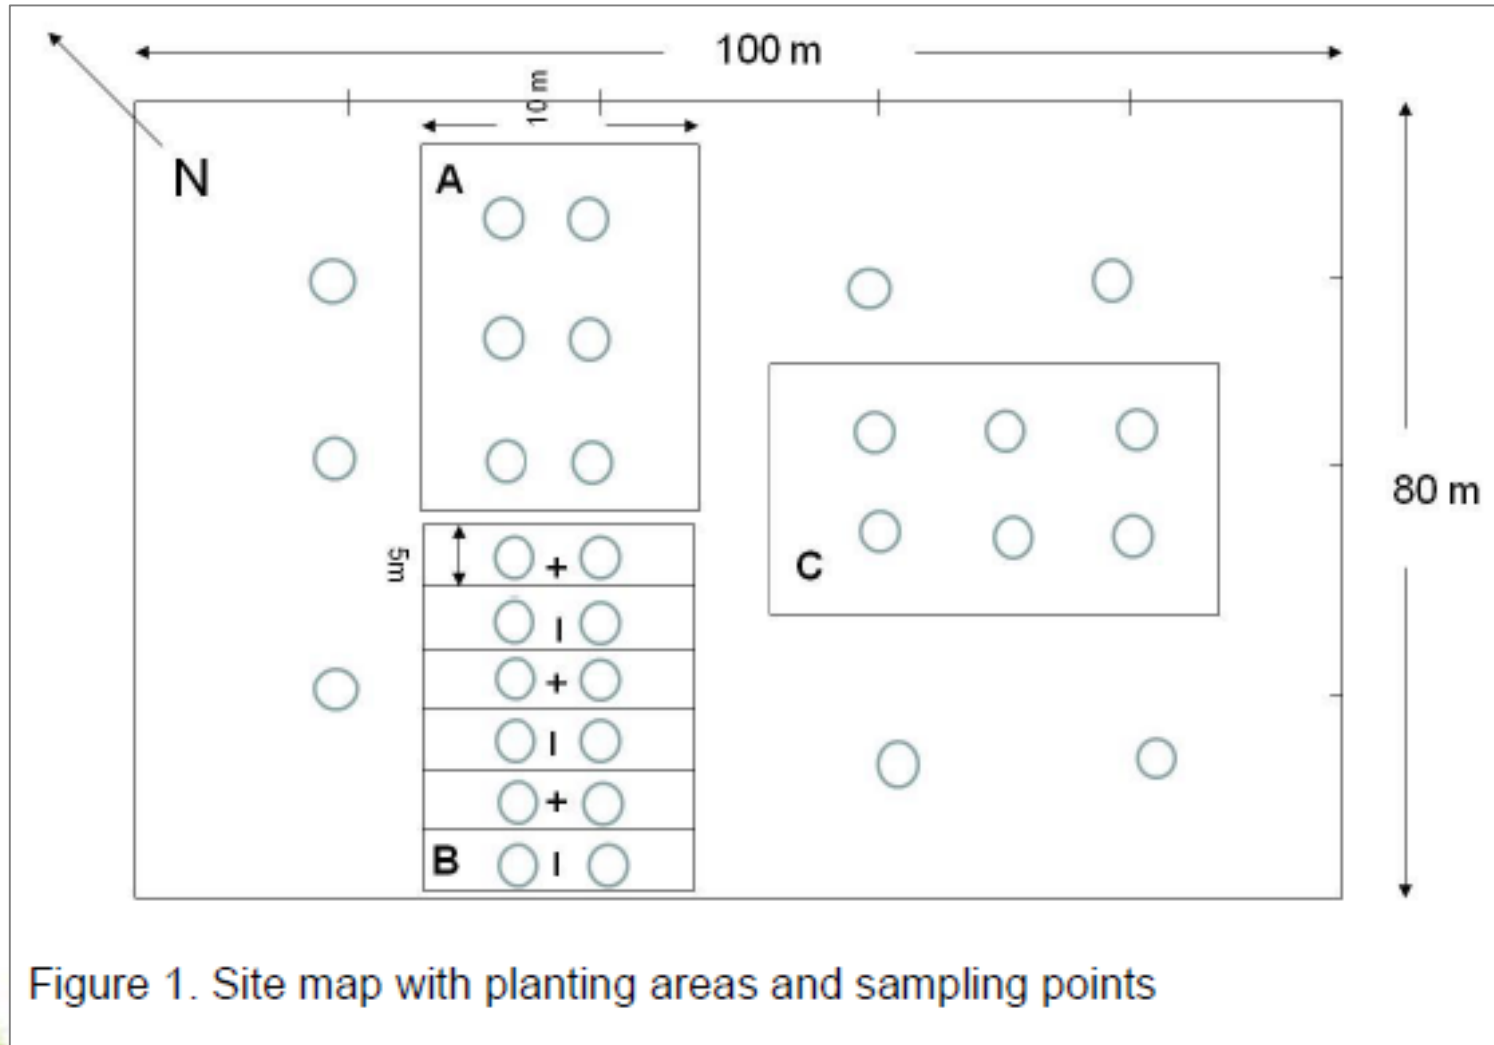 100 m
10 m
N
A
80 m
C
5m
+
I
+
I
+
B I
Figure 1. Site map with planting areas and sampling points